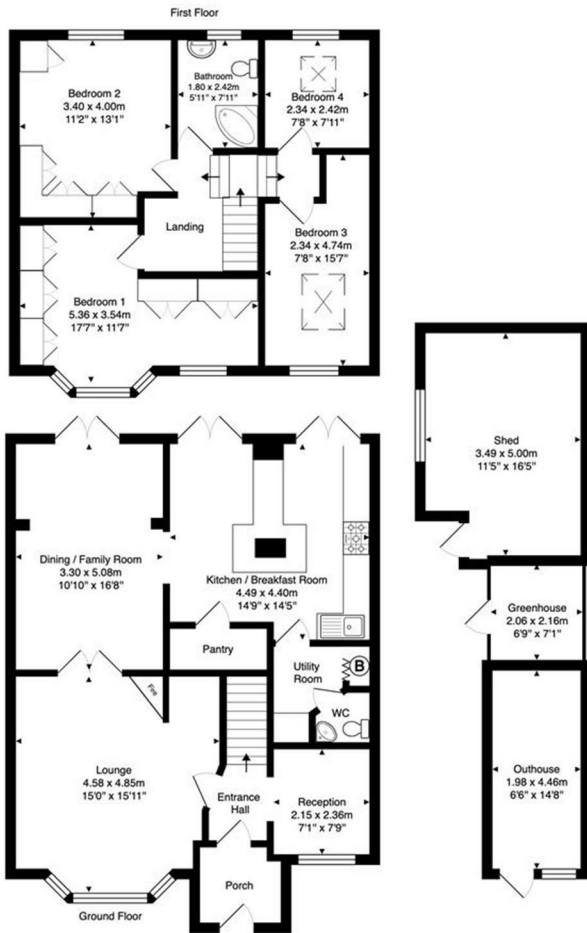 First Floor
Bedroom 2
3.40 x 4.00m
11'2" x 13'1"
Bathroom
1.80 x 2.42m
5'11" x 7'11"
Bedroom 4
2.34 x 2.42m
7'8" x 7'11"
Landing
Bedroom 3
2.34 x 4.74m
7'8" x 15'7"
Bedroom 1
5.36 x 3.54m
17'7" x 11'7"
Shed
3.49 x 5.00m
11'5" x 16'5"
Dining / Family Room
3.30 x 5.08m
10'10" x 16'8"
Kitchen / Breakfast Room
4.49 x 4.40m
14'9" x 14'5"
Greenhouse
2.06 x 2.16m
6'9" x 7'1"
Pantry
Utility
Room
B
WC
Fire
Lounge
4.58 x 4.85m
15'0" x 15'11"
Entrance
Hall
Reception
2.15 x 2.36m
7'1" x 7'9"
Outhouse
1.98 x 4.46m
6'6" x 14'8"
Porch
Ground Floor